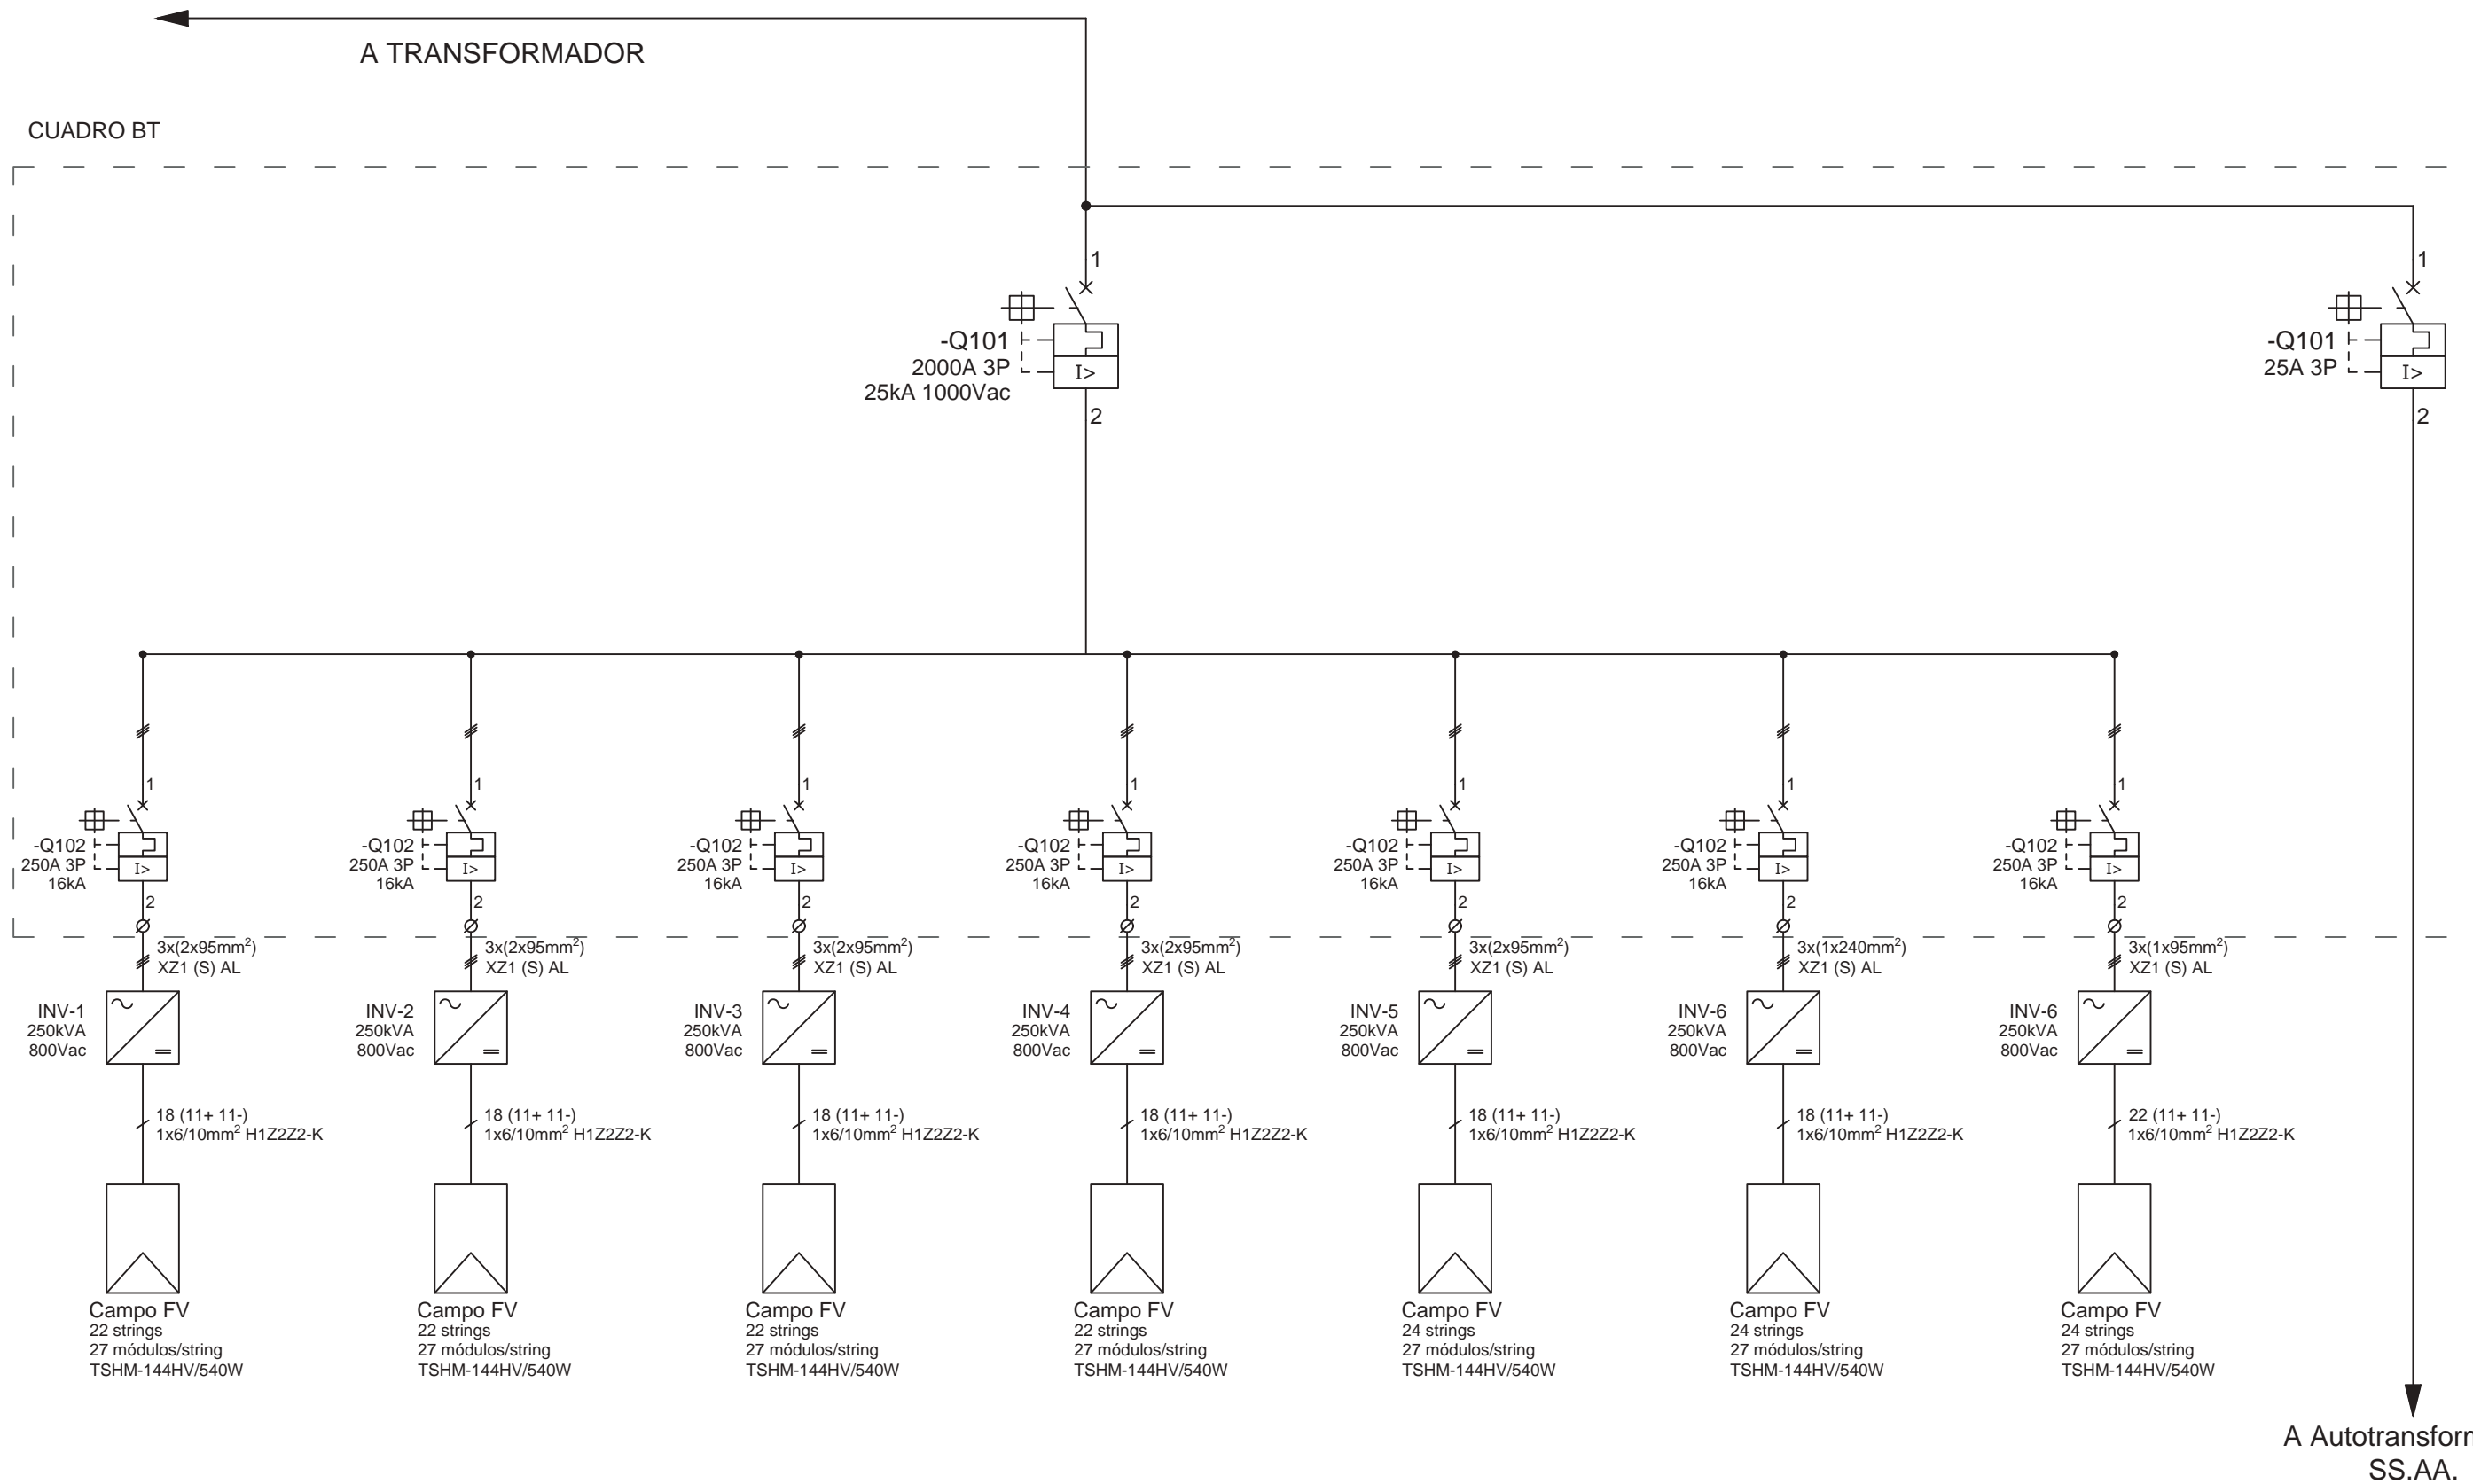 A TRANSFORMADOR
CUADRO BT
1
-Q101
2000A 3P
25kA 1000Vac
I>
2
1
-Q101
25A 3P
I>
2
1
-Q102
250A 3P
16kA
I>
2
1
-Q102
250A 3P
16kA
I>
2
1
-Q102
250A 3P
16kA
I>
2
1
-Q102
250A 3P
16kA
I>
2
1
-Q102
250A 3P
16kA
I>
2
1
-Q102
250A 3P
16kA
I>
2
1
-Q102
250A 3P
16kA
I>
2
3x(2x95mm²)
XZ1 (S) AL
3x(2x95mm²)
XZ1 (S) AL
3x(2x95mm²)
XZ1 (S) AL
3x(2x95mm²)
XZ1 (S) AL
3x(2x95mm²)
XZ1 (S) AL
3x(1x240mm²)
XZ1 (S) AL
3x(1x95mm²)
XZ1 (S) AL
INV-1
250kVA
800Vac
INV-2
250kVA
800Vac
INV-3
250kVA
800Vac
INV-4
250kVA
800Vac
INV-5
250kVA
800Vac
INV-6
250kVA
800Vac
INV-6
250kVA
800Vac
18 (11+ 11-)
1x6/10mm² H1Z2Z2-K
18 (11+ 11-)
1x6/10mm² H1Z2Z2-K
18 (11+ 11-)
1x6/10mm² H1Z2Z2-K
18 (11+ 11-)
1x6/10mm² H1Z2Z2-K
18 (11+ 11-)
1x6/10mm² H1Z2Z2-K
18 (11+ 11-)
1x6/10mm² H1Z2Z2-K
22 (11+ 11-)
1x6/10mm² H1Z2Z2-K
Campo FV
22 strings
27 módulos/string
TSHM-144HV/540W
Campo FV
22 strings
27 módulos/string
TSHM-144HV/540W
Campo FV
22 strings
27 módulos/string
TSHM-144HV/540W
Campo FV
22 strings
27 módulos/string
TSHM-144HV/540W
Campo FV
24 strings
27 módulos/string
TSHM-144HV/540W
Campo FV
24 strings
27 módulos/string
TSHM-144HV/540W
Campo FV
24 strings
27 módulos/string
TSHM-144HV/540W
A
SS.AA.